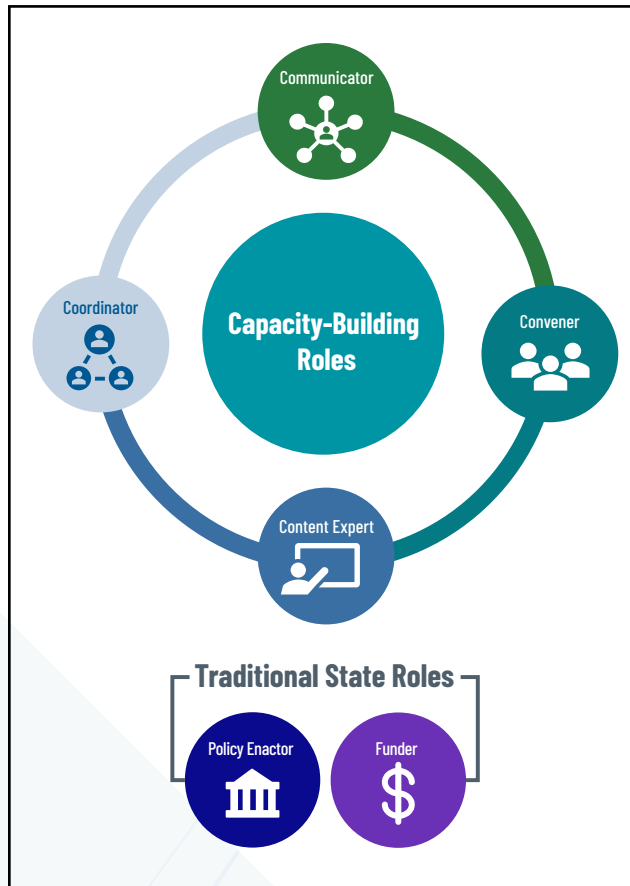 Communicator
Coordinator
Capacity-Building
Roles
Convener
Content Expert
Traditional State Roles
Policy Enactor
Funder
$